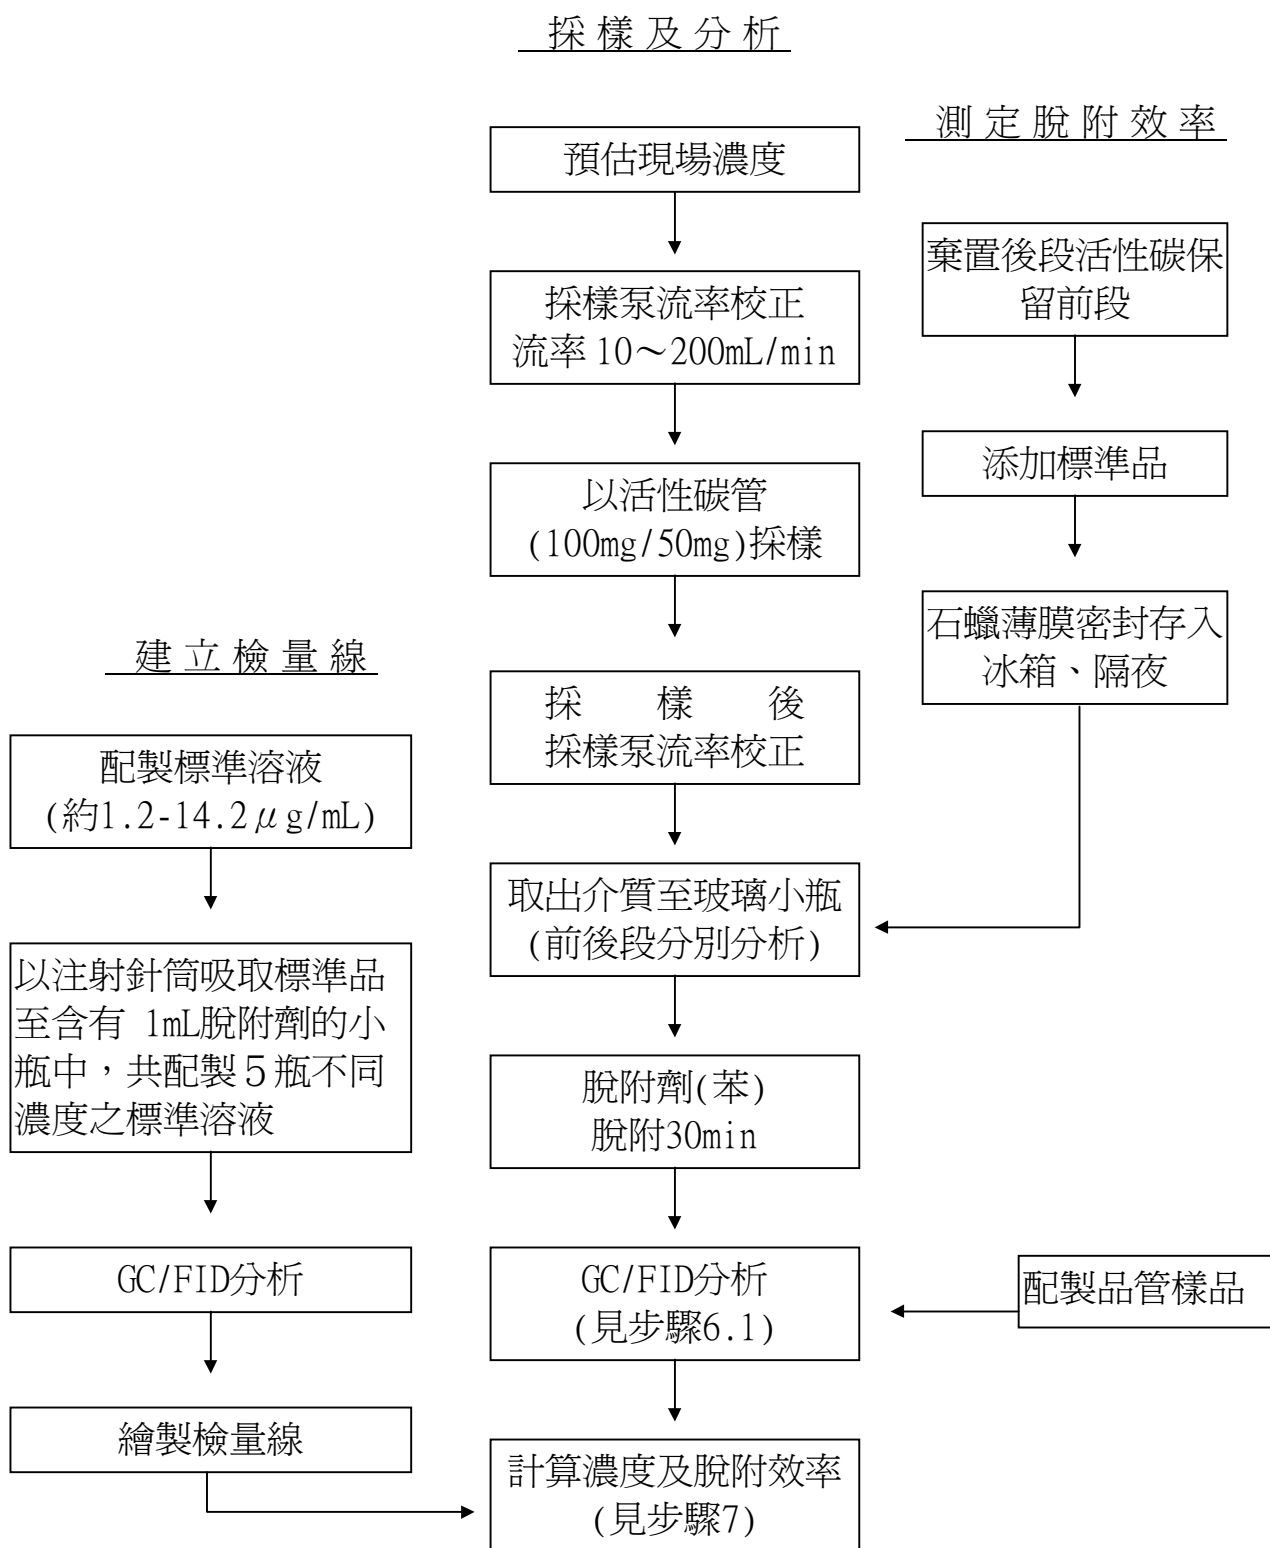 採樣及分析
預估現場濃度
採樣泵流率校正
流率 10～200mL/min
以活性碳管
(100mg/50mg)採樣
採 樣 後
採樣泵流率校正
取出介質至玻璃小瓶
(前後段分別分析)
脫附劑(苯)
脫附30min
GC/FID分析
(見步驟6.1)
計算濃度及脫附效率
(見步驟7)
測定脫附效率
棄置後段活性碳保
留前段
添加標準品
石蠟薄膜密封存入
冰箱、隔夜
配製品管樣品
建立檢量線
配製標準溶液
(約1.2-14.2μg/mL)
以注射針筒吸取標準品
至含有 1mL脫附劑的小
瓶中，共配製５瓶不同
濃度之標準溶液
GC/FID分析
繪製檢量線